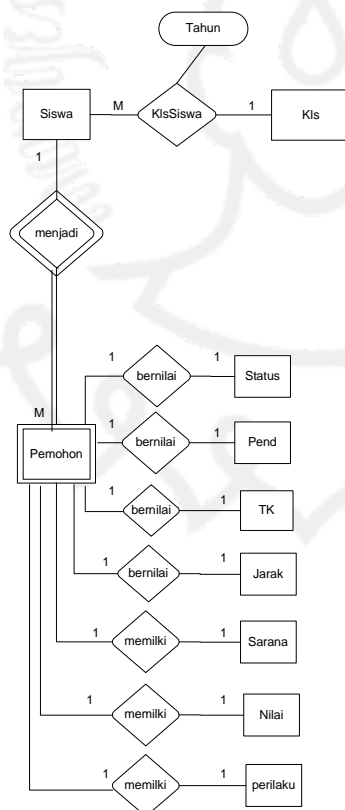 Tahun
Siswa M KlsSiswa 1 Kls
1
menjadi
M
Pemohon
1 bernilai 1 Status
1 bernilai 1 Pend
1 bernilai 1 TK
1 bernilai 1 Jarak
1 memilki 1 Sarana
1 memilki 1 Nilai
1 memilki 1 perilaku